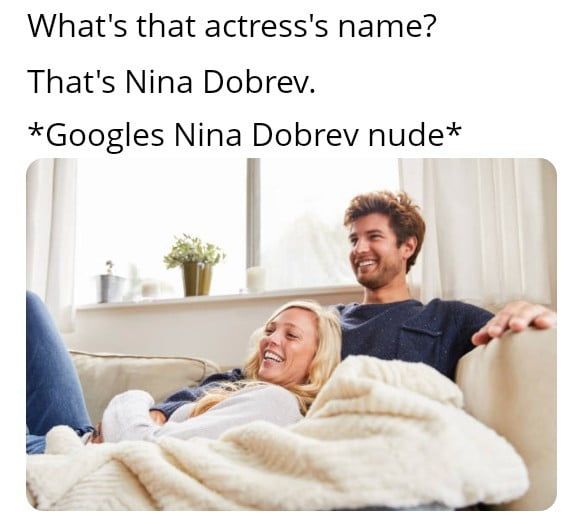 What's that actress's name?
That's Nina Dobrev.
*Googles Nina Dobrev nude*